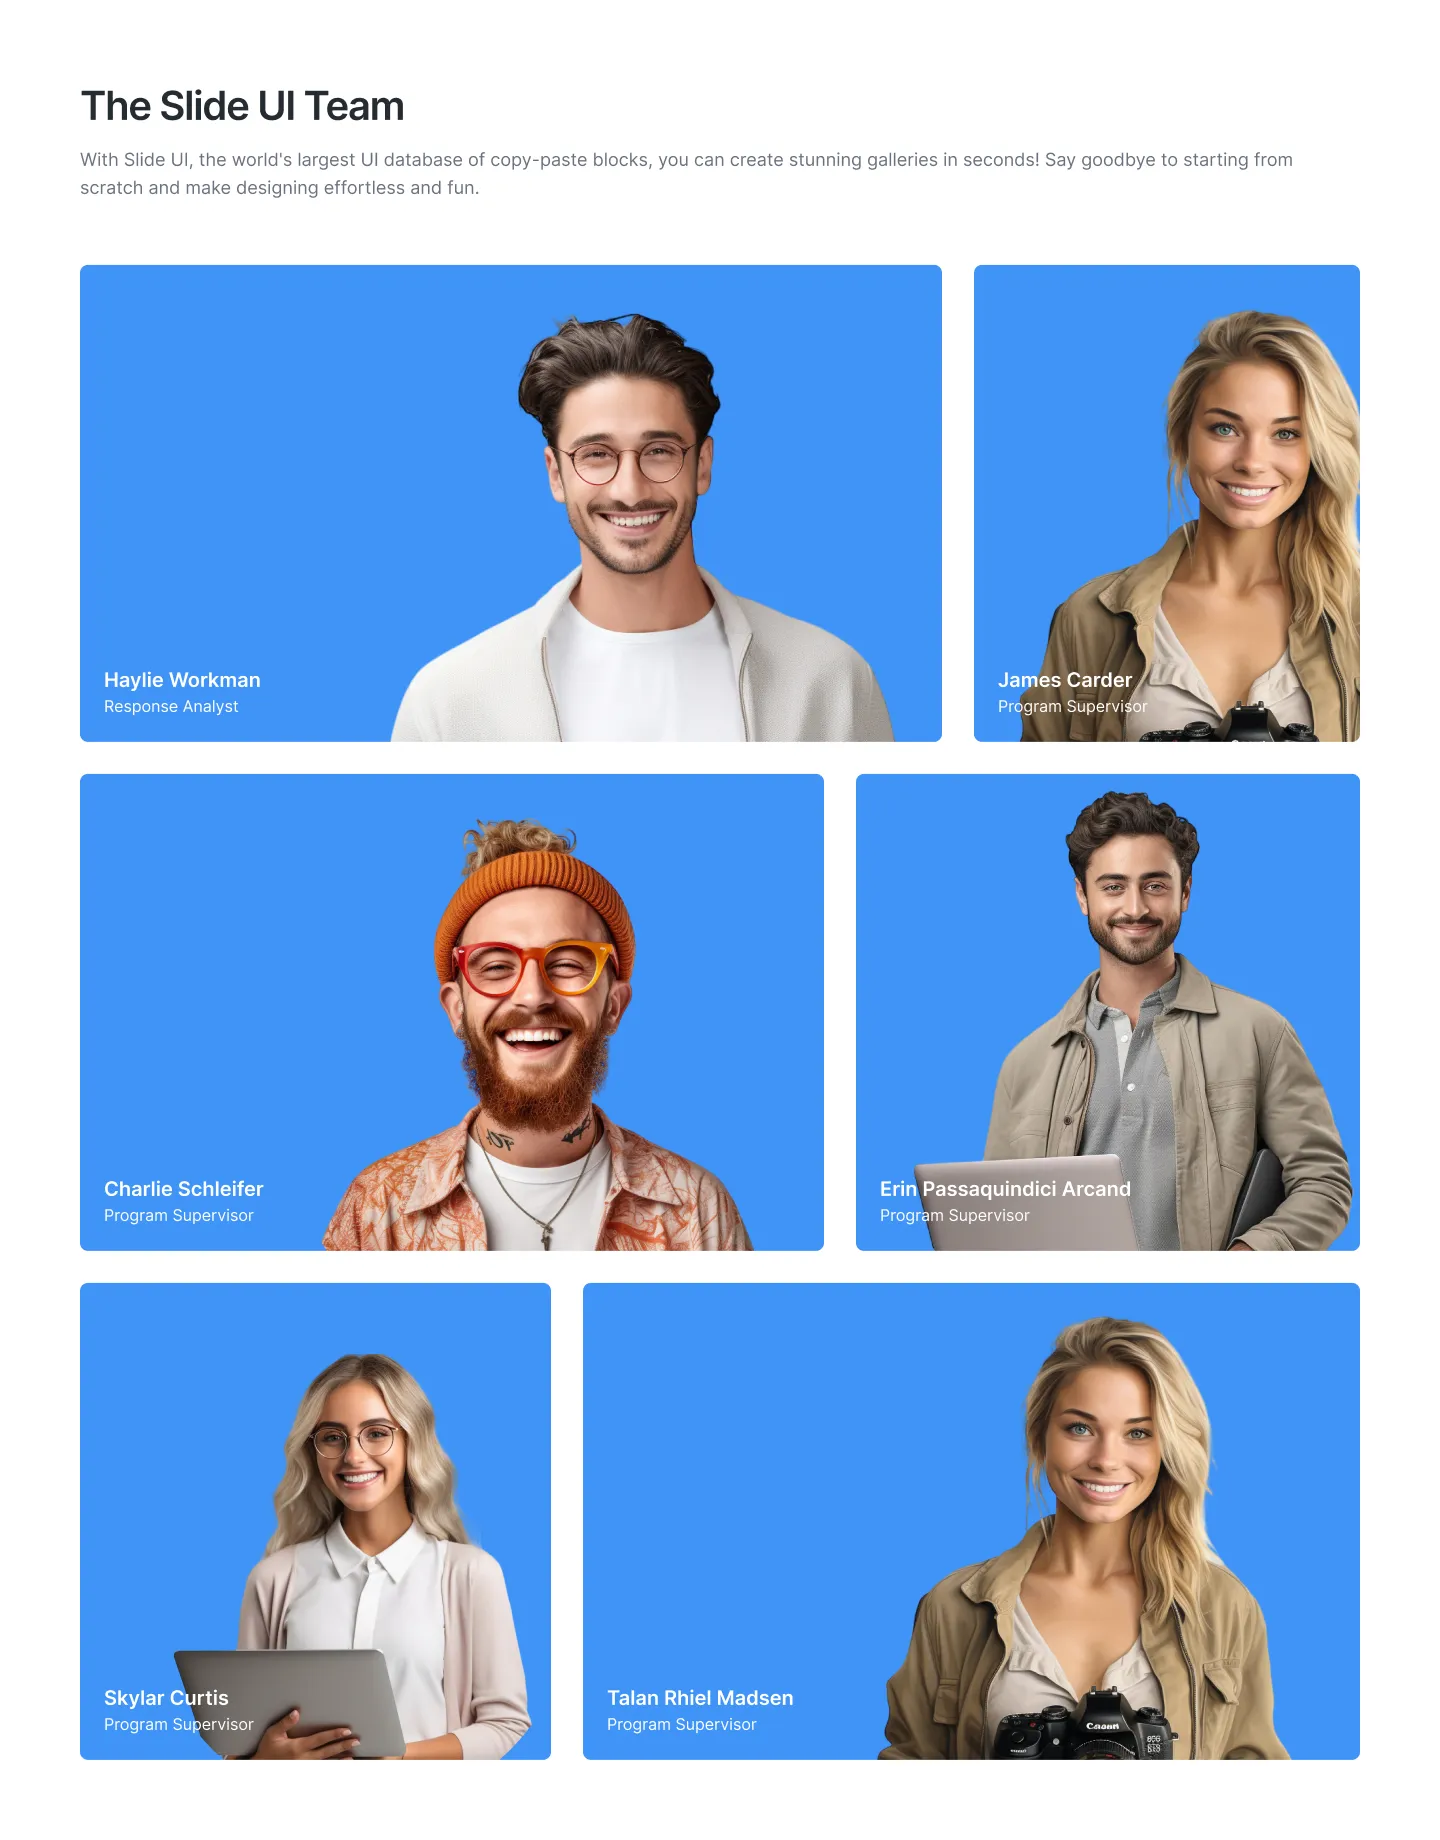 The Slide UI Team
With Slide UI, the world's largest UI database of copy-paste blocks, you can create stunning galleries in seconds! Say goodbye to starting from
scratch and make designing effortless and fun.
Haylie Workman
Response Analyst
James Carder
Program Supervisor
Charlie Schleifer
Program Supervisor
Erin Passaquindici Arcand
Program Supervisor
Skylar Curtis
Program Supervisor
Talan Rhiel Madsen
Program Supervisor